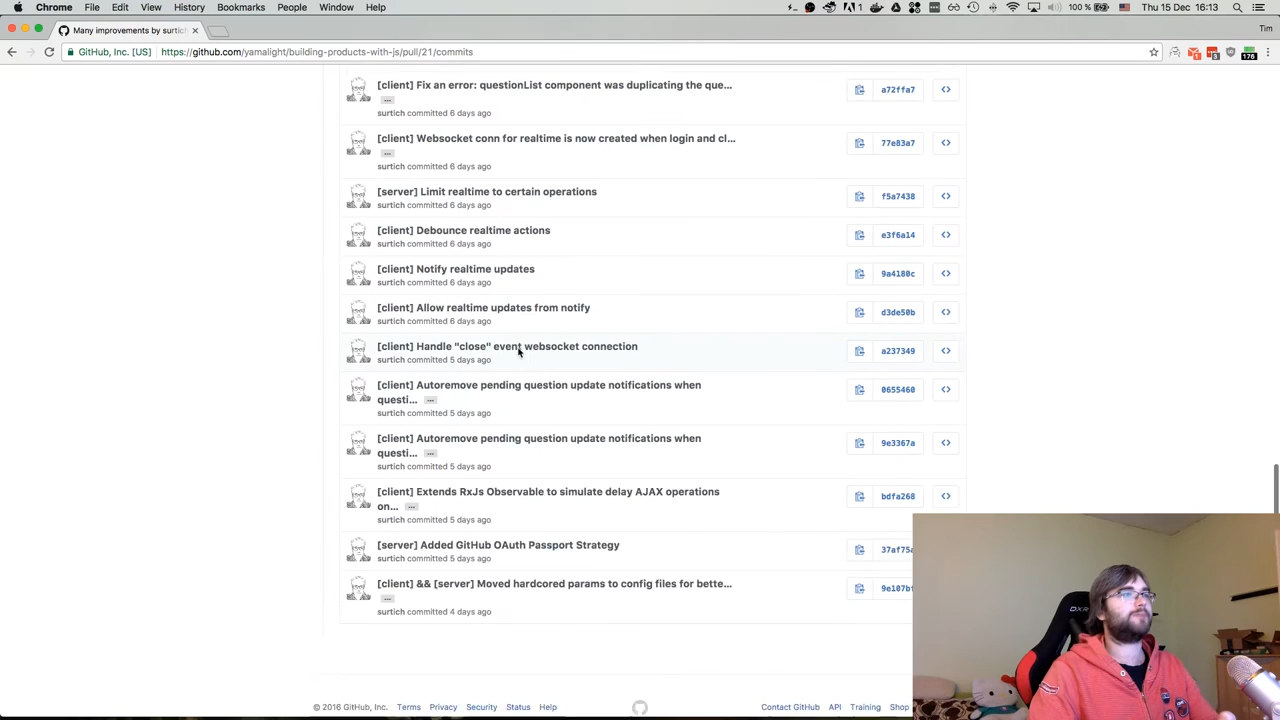 Chrome File Edit View History Bookmarks People Window Help
100 % Thu 15 Dec 16:13
Many improvements by surtich
Tim
GitHub, Inc. [US] https://github.com/yamalight/building-products-with-js/pull/21/commits
3
176
[client] Fix an error: questionList component was duplicating the que...
...
surtich committed 6 days ago
a72ffa7
[client] Websocket conn for realtime is now created when login and cl...
...
surtich committed 6 days ago
77e83a7
[server] Limit realtime to certain operations
surtich committed 6 days ago
f5a7438
[client] Debounce realtime actions
surtich committed 6 days ago
e3f6a14
[client] Notify realtime updates
surtich committed 6 days ago
9a4180c
[client] Allow realtime updates from notify
surtich committed 6 days ago
d3de50b
[client] Handle "close" event websocket connection
surtich committed 5 days ago
a237349
[client] Autoremove pending question update notifications when
questi... ...
surtich committed 5 days ago
0655460
[client] Autoremove pending question update notifications when
questi... ...
surtich committed 5 days ago
9e3367a
[client] Extends RxJs Observable to simulate delay AJAX operations
on... ...
surtich committed 5 days ago
bdfa268
[server] Added GitHub OAuth Passport Strategy
surtich committed 5 days ago
37af75a
[client] && [server] Moved hardcored params to config files for bette...
...
surtich committed 4 days ago
9e107bf
© 2016 GitHub, Inc. Terms Privacy Security Status Help
Contact GitHub API Training Shop
DXR